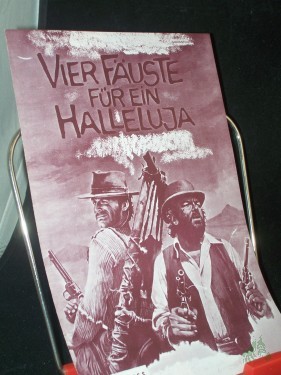 VIER FÄUSTE
FÜR EIN
HALLELUJA